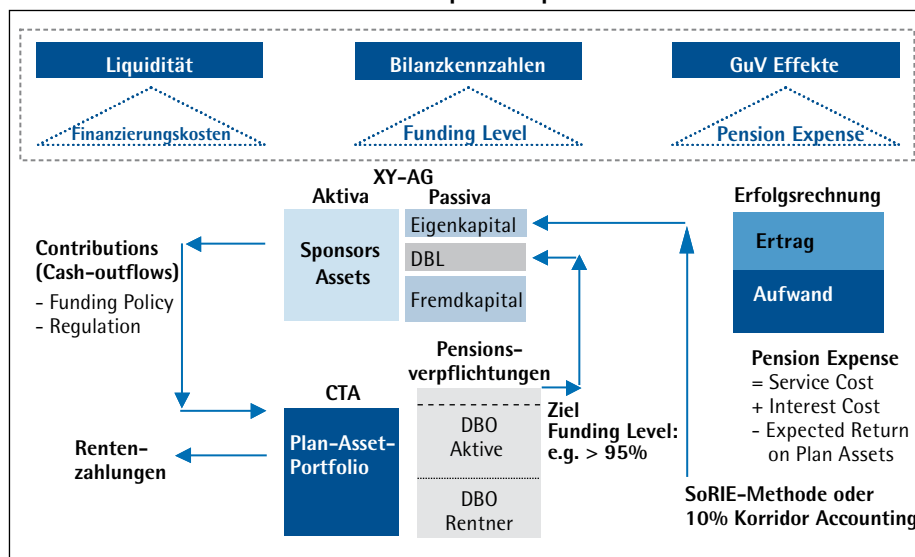 Liquidität
Bilanzkennzahlen
GuV Effekte
Finanzierungskosten
Funding Level
Pension Expense
XY-AG
Aktiva
Passiva
Sponsors
Assets
Eigenkapital
DBL
Fremdkapital
Erfolgsrechnung
Ertrag
Aufwand
Contributions
(Cash-outflows)
- Funding Policy
- Regulation
Pensions-
verpflichtungen
CTA
Plan-Asset-
Portfolio
DBO
Aktive
DBO
Rentner
Ziel
Funding Level:
e.g. > 95%
Renten-
zahlungen
Pension Expense
= Service Cost
+ Interest Cost
- Expected Return
on Plan Assets
SoRIE-Methode oder
10% Korridor Accounting